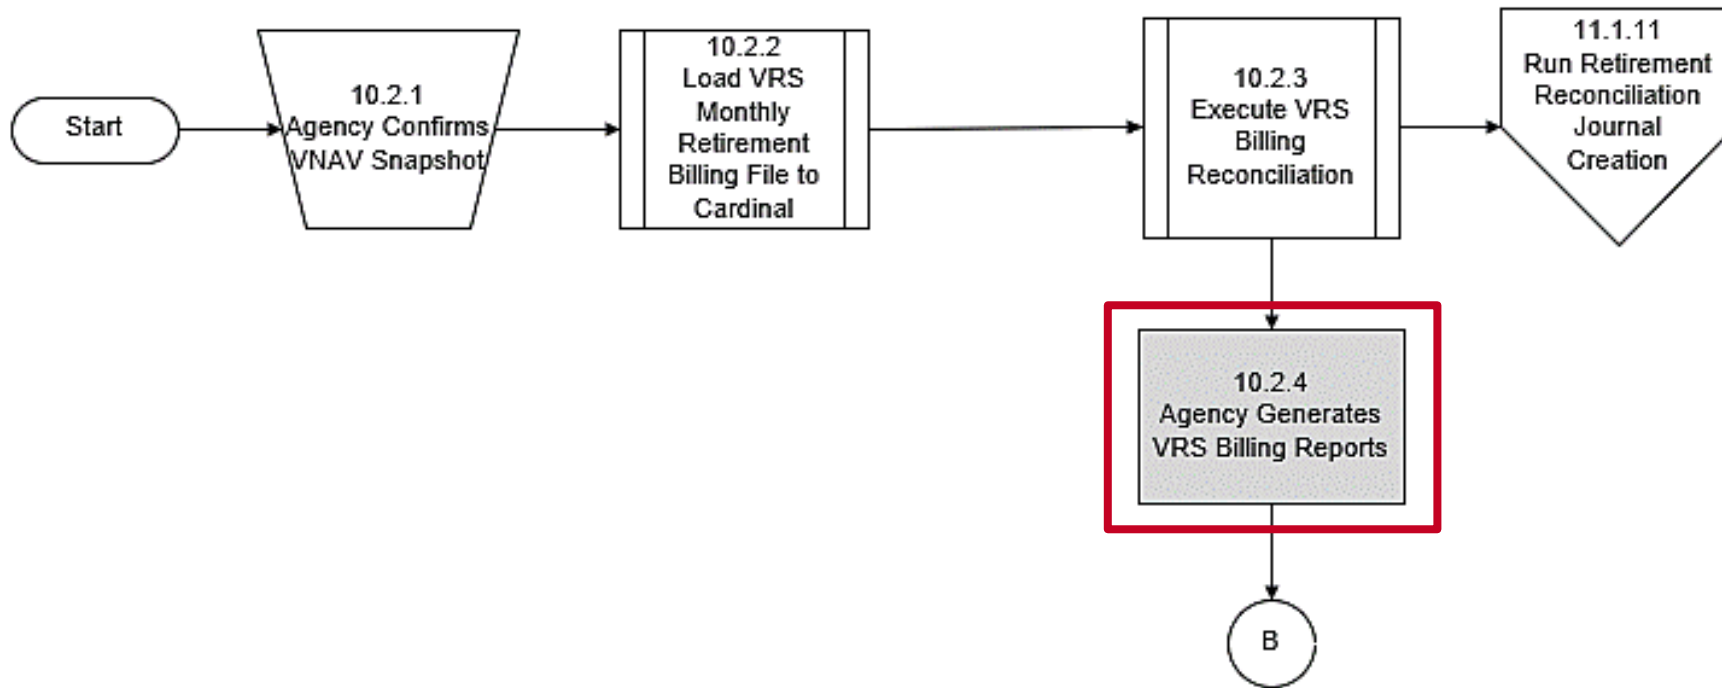 Start
10.2.1
Agency Confirms
VNAV Snapshot
10.2.2
Load VRS
Monthly
Retirement
Billing File to
Cardinal
10.2.3
Execute VRS
Billing
Reconciliation
11.1.11
Run Retirement
Reconciliation
Journal
Creation
10.2.4
Agency Generates
VRS Billing Reports
B